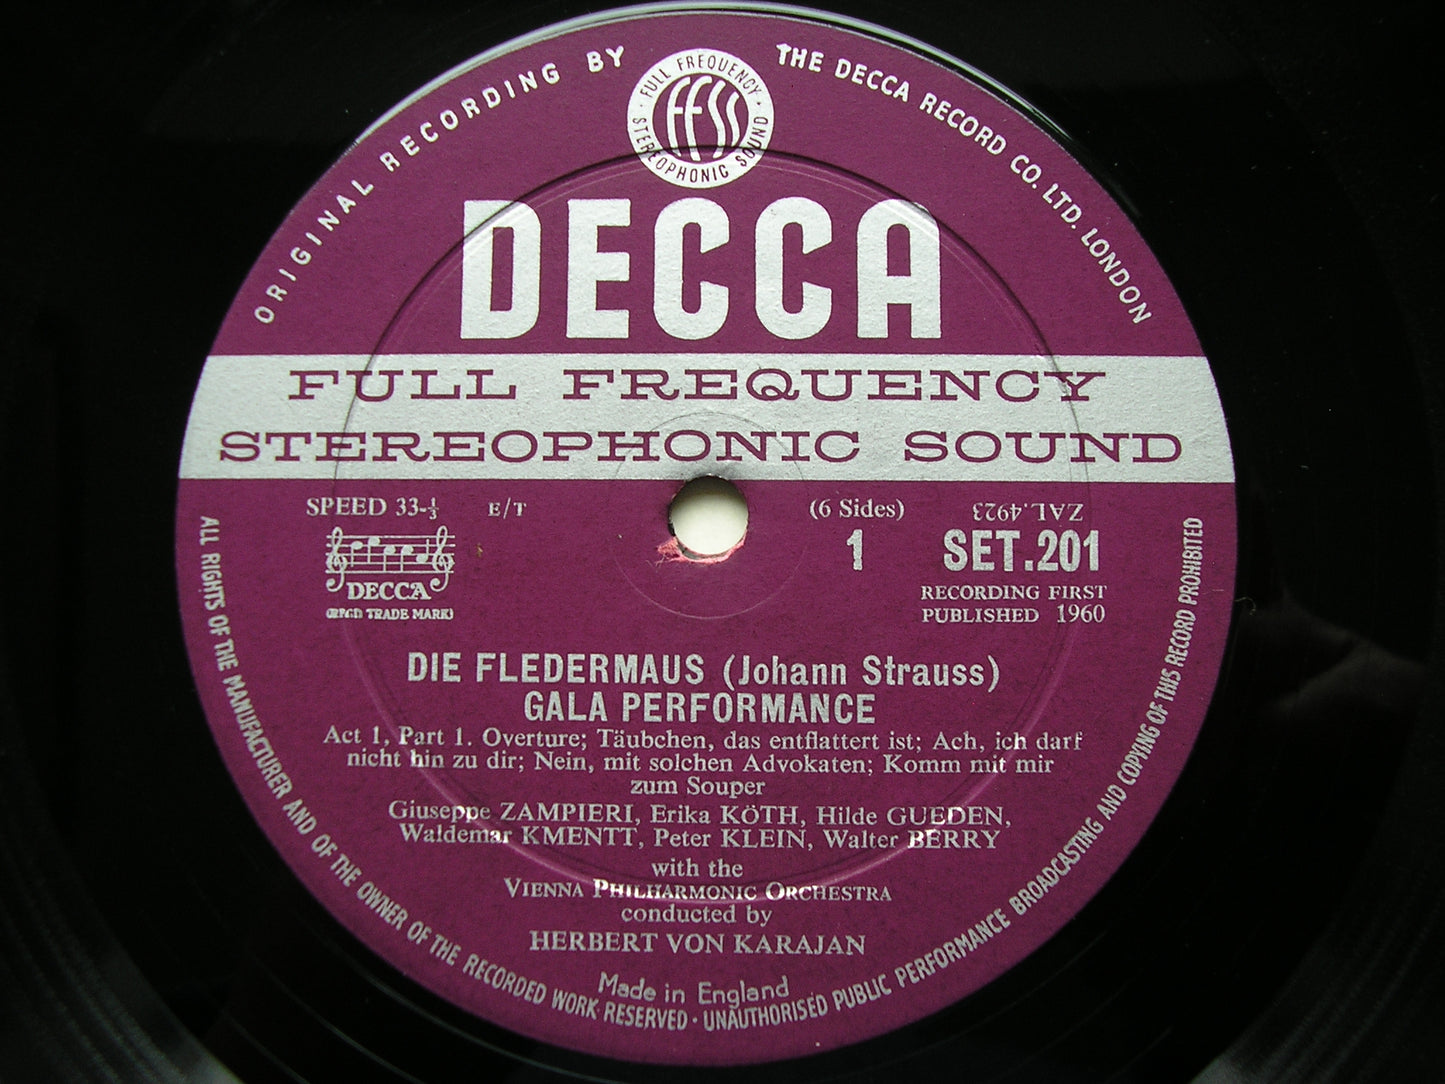 ORIGINAL RECORDING BY THE DECCA RECORD CO. LTD. LONDON
FULL FREQUENCY STEREOPHONIC SOUND
FFSS
DECCA
FULL FREQUENCY
STEREOPHONIC SOUND
SPEED 33-⅓ E/T (6 Sides) ZAL.4923
DECCA
(REGD TRADE MARK)
1 SET.201
RECORDING FIRST
PUBLISHED 1960
DIE FLEDERMAUS (Johann Strauss)
GALA PERFORMANCE
Act 1, Part 1. Overture; Täubchen, das entflattert ist; Ach, ich darf
nicht hin zu dir; Nein, mit solchen Advokaten; Komm mit mir
zum Souper
Giuseppe ZAMPIERI, Erika KÖTH, Hilde GUEDEN,
Waldemar KMENTT, Peter KLEIN, Walter BERRY
with the
VIENNA PHILHARMONIC ORCHESTRA
conducted by
HERBERT VON KARAJAN
Made in England
ALL RIGHTS OF THE MANUFACTURER AND OF THE OWNER OF THE RECORDED WORK RESERVED · UNAUTHORISED PUBLIC PERFORMANCE BROADCASTING AND COPYING OF THIS RECORD PROHIBITED